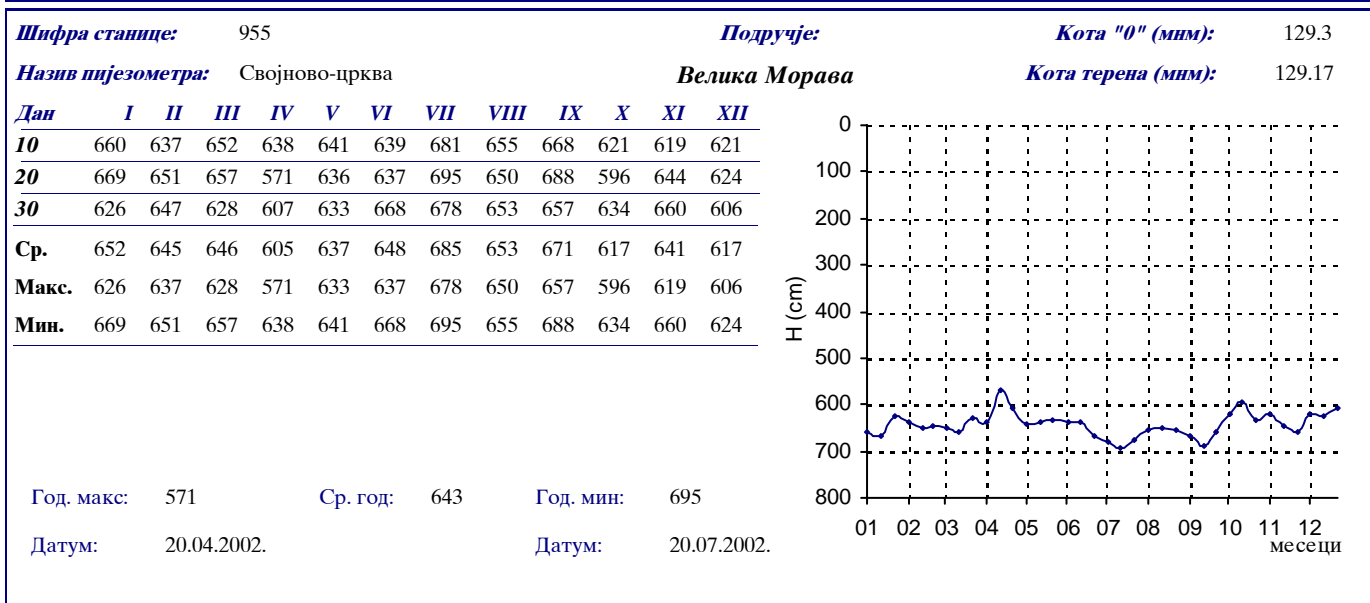 Шифра станице: 955 Подручје: Кота "0" (мнм): 129.3
Назив пијезометра: Својново-црква Велика Морава Кота терена (мнм): 129.17
Дан I II III IV V VI VII VIII IX X XI XII
10 660 637 652 638 641 639 681 655 668 621 619 621
20 669 651 657 571 636 637 695 650 688 596 644 624
30 626 647 628 607 633 668 678 653 657 634 660 606
Ср. 652 645 646 605 637 648 685 653 671 617 641 617
Макс. 626 637 628 571 633 637 678 650 657 596 619 606
Мин. 669 651 657 638 641 668 695 655 688 634 660 624
Год. макс: 571 Ср. год: 643 Год. мин: 695
Датум: 20.04.2002. Датум: 20.07.2002.
0
100
200
300
400
500
600
700
800
H (cm)
01 02 03 04 05 06 07 08 09 10 11 12
месеци